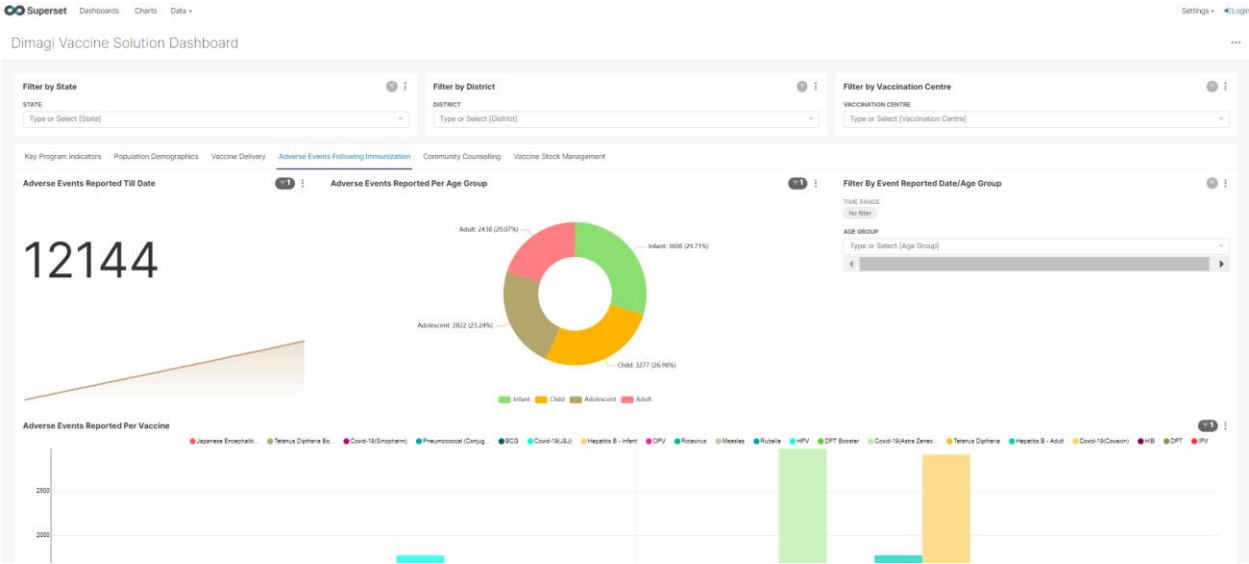 Superset Dashboards Charts Data Settings Login
Dimagi Vaccine Solution Dashboard
Filter by State
STATE
Type or Select [State]
Filter by District
DISTRICT
Type or Select [District]
Filter by Vaccination Centre
VACCINATION CENTRE
Type or Select [Vaccination Centre]
Key Program Indicators Population Demographics Vaccine Delivery Adverse Events Following Immunization Community Counselling Vaccine Stock Management
Adverse Events Reported Till Date 1
12144
Adverse Events Reported Per Age Group 1
Adult: 2438 (20.07%)
Infant: 3608 (29.71%)
Adolescent: 2822 (23.24%)
Child: 3277 (26.98%)
Infant Child Adolescent Adult
Filter By Event Reported Date/Age Group
TIME RANGE
No filter
AGE GROUP
Type or Select [Age Group]
Adverse Events Reported Per Vaccine 1
Japanese Encephaliti... Tetanus Diptheria Bo... Covid-19(Sinopharm) Pneumococcal (Conjug... BCG Covid-19(J&J) Hepatitis B - Infant OPV Rotavirus Measles Rubella HPV DPT Booster Covid-19(Astra Zenec... Tetanus Diptheria Hepatitis B - Adult Covid-19(Covaxin) HIB DPT IPV
2500
2000